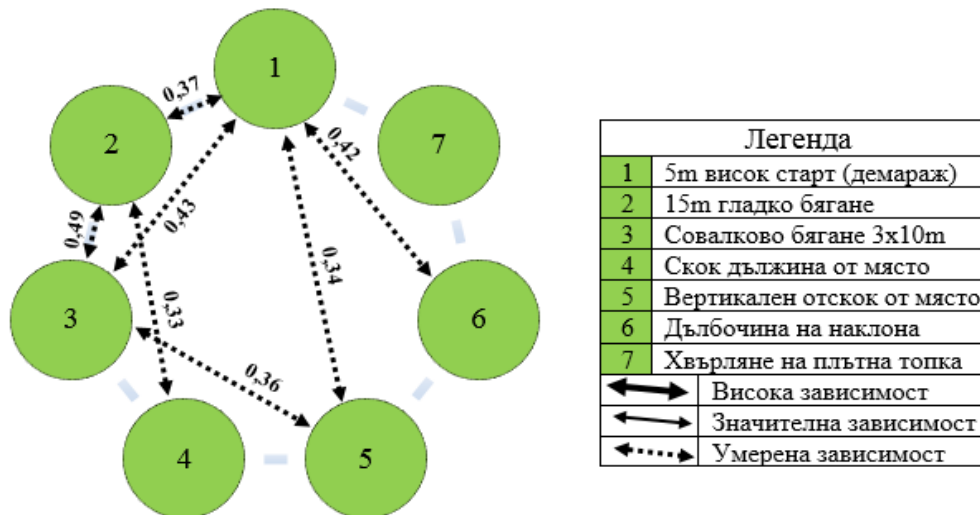 1
0,37
2
7
0,42
0,49
0,43
0,34
0,33
3
6
0,36
4
5
Легенда
1 5m висок старт (демараж)
2 15m гладко бягане
3 Совалково бягане 3х10m
4 Скок дължина от място
5 Вертикален отскок от място
6 Дълбочина на наклона
7 Хвърляне на плътна топка
Висока зависимост
Значителна зависимост
Умерена зависимост